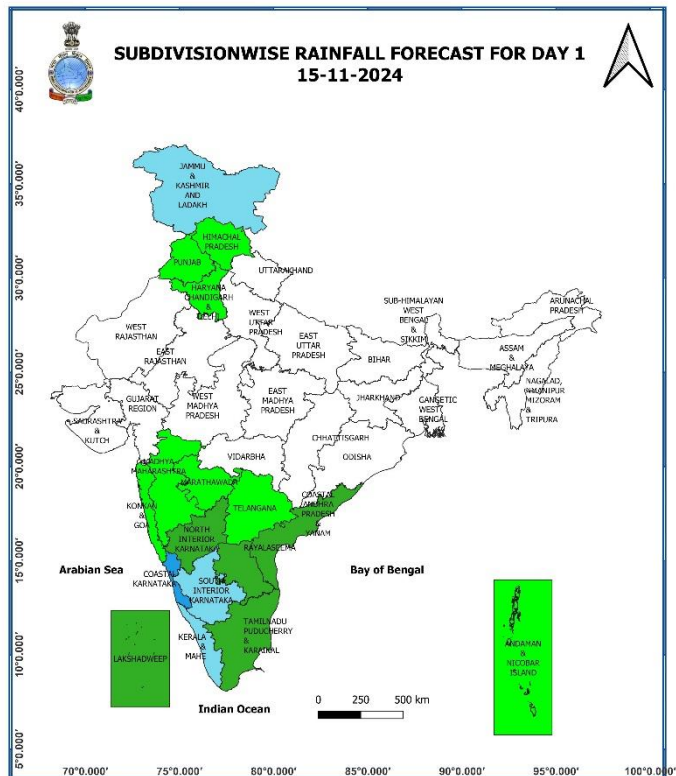 SUBDIVISIONWISE RAINFALL FORECAST FOR DAY 1
15-11-2024
40°0.000'
35°0.000'
30°0.000'
25°0.000'
20°0.000'
15°0.000'
10°0.000'
5°0.000'
JAMMU
&
KASHMIR
AND
LADAKH
HIMACHAL
PRADESH
PUNJAB
UTTARAKHAND
HARYANA
CHANDIGARH
&
DELHI
WEST
UTTAR
PRADESH
EAST
UTTAR
PRADESH
SUB-HIMALAYAN
WEST
BENGAL
&
SIKKIM
ARUNACHAL
PRADESH
WEST
RAJASTHAN
EAST
RAJASTHAN
BIHAR
ASSAM
&
MEGHALAYA
NAGALAD,
MANIPUR
MIZORAM
&
TRIPURA
GUJARAT
REGION
WEST
MADHYA
PRADESH
EAST
MADHYA
PRADESH
JHARKHAND
GANGETIC
WEST
BENGAL
SAURASHTRA
&
KUTCH
CHHATTISGARH
VIDARBHA
ODISHA
MADHYA
MAHARASHTRA
MARATHAWADA
KONKAN
&
GOA
TELANGANA
COASTAL
ANDHRA
PRADESH
&
YANAM
NORTH
INTERIOR
KARNATAKA
RAYALASEEMA
Arabian Sea
Bay of Bengal
COASTAL
KARNATAKA
SOUTH
INTERIOR
KARNATAKA
TAMILNADU
PUDUCHERRY
&
KARAIKAL
KERALA
&
MAHE
LAKSHADWEEP
ANDAMAN
&
NICOBAR
ISLAND
Indian Ocean
0 250 500 km
70°0.000' 75°0.000' 80°0.000' 85°0.000' 90°0.000' 95°0.000' 100°0.000'